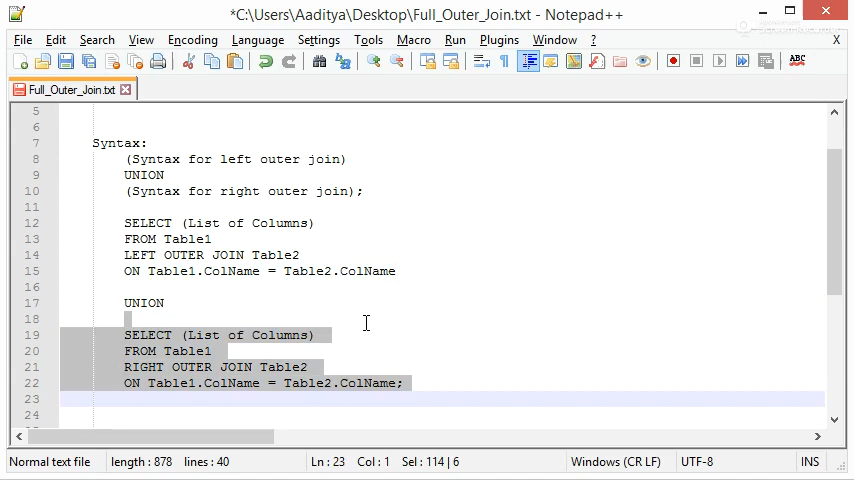 *C:\Users\Aaditya\Desktop\Full_Outer_Join.txt - Notepad++
File Edit Search View Encoding Language Settings Tools Macro Run Plugins Window ? X
ABC
Full_Outer_Join.txt
5
6
7 Syntax:
8 (Syntax for left outer join)
9 UNION
10 (Syntax for right outer join);
11
12 SELECT (List of Columns)
13 FROM Table1
14 LEFT OUTER JOIN Table2
15 ON Table1.ColName = Table2.ColName
16
17 UNION
18
19 SELECT (List of Columns)
20 FROM Table1
21 RIGHT OUTER JOIN Table2
22 ON Table1.ColName = Table2.ColName;
23
24
Normal text file length : 878 lines : 40 Ln : 23 Col : 1 Sel : 114 | 6 Windows (CR LF) UTF-8 INS